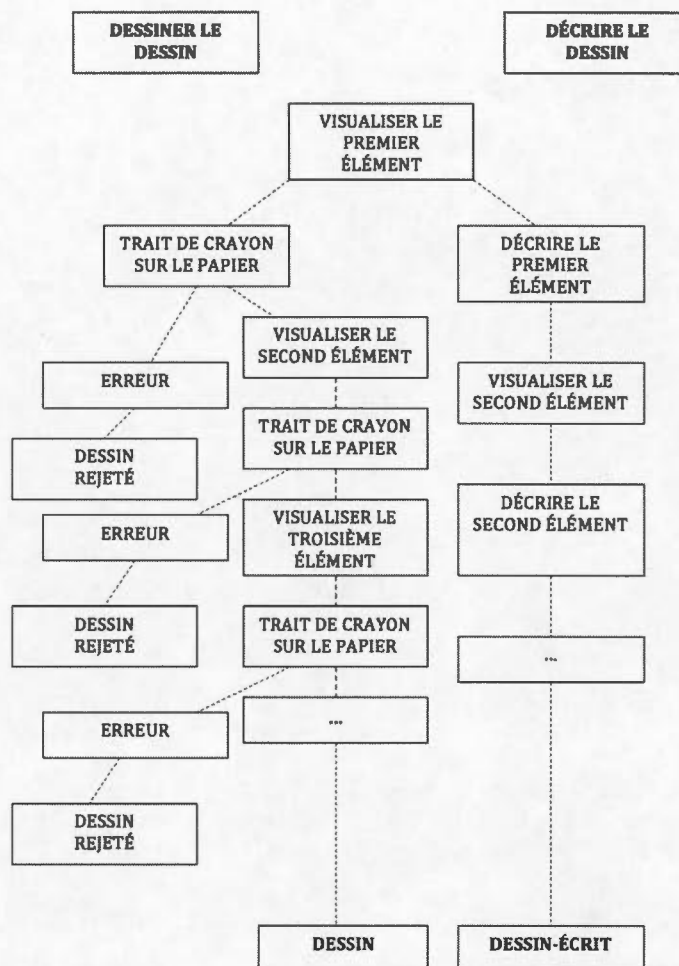 DESSINER LE
DESSIN
DÉCRIRE LE
DESSIN
VISUALISER LE
PREMIER
ÉLÉMENT
TRAIT DE CRAYON
SUR LE PAPIER
DÉCRIRE LE
PREMIER
ÉLÉMENT
VISUALISER LE
SECOND ÉLÉMENT
ERREUR
VISUALISER LE
SECOND ÉLÉMENT
TRAIT DE CRAYON
SUR LE PAPIER
DESSIN
REJETÉ
DÉCRIRE LE
SECOND ÉLÉMENT
VISUALISER LE
TROISIÈME
ÉLÉMENT
ERREUR
DESSIN
REJETÉ
TRAIT DE CRAYON
SUR LE PAPIER
...
...
ERREUR
DESSIN
REJETÉ
DESSIN
DESSIN-ÉCRIT